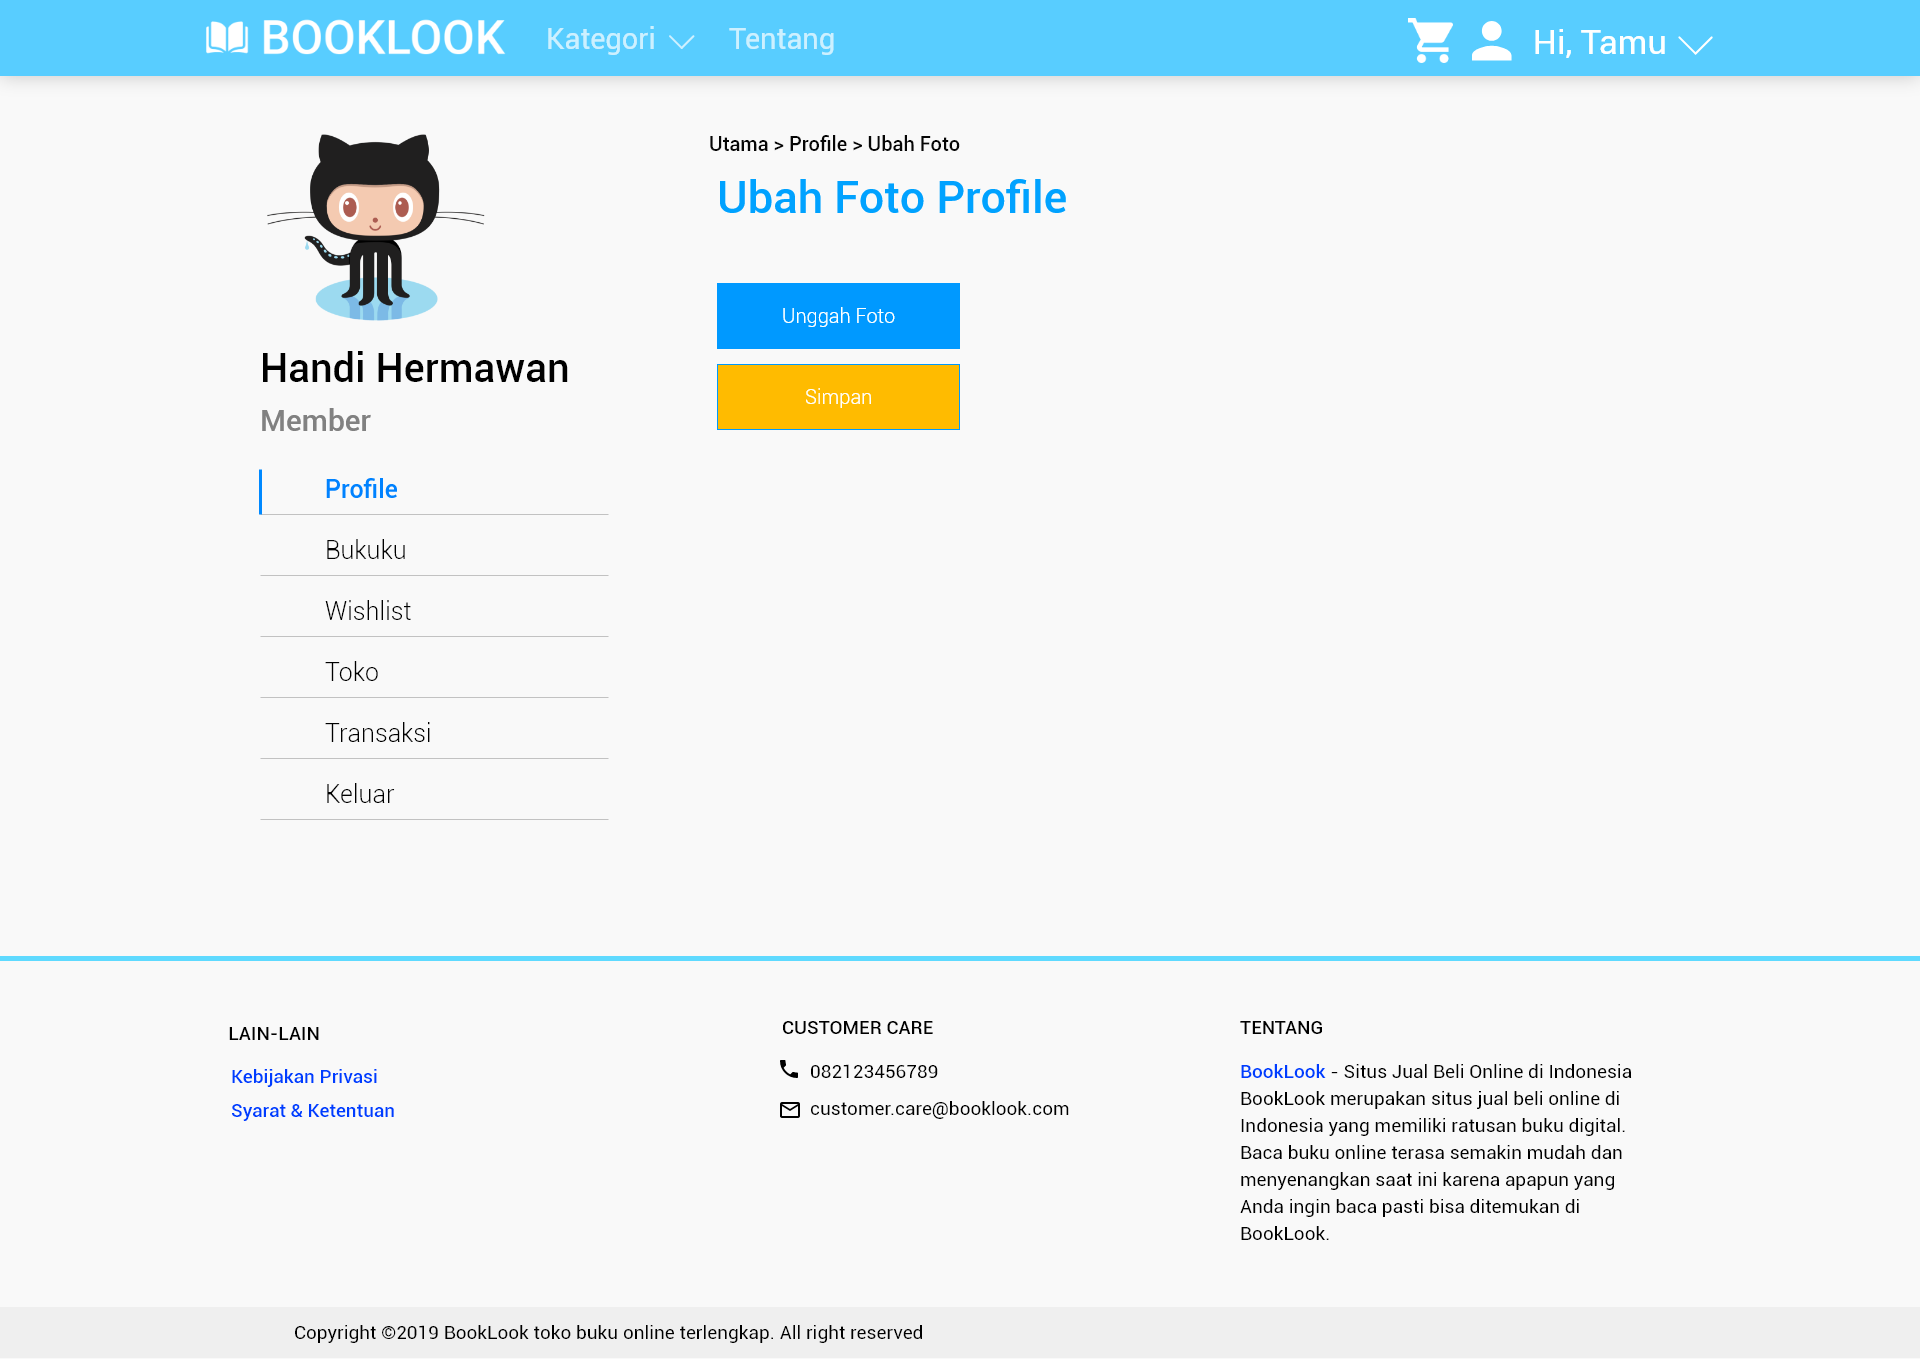 BOOKLOOK Kategori Tentang Hi, Tamu
Utama > Profile > Ubah Foto
Ubah Foto Profile
Unggah Foto
Simpan
Handi Hermawan
Member
Profile
Bukuku
Wishlist
Toko
Transaksi
Keluar
LAIN-LAIN
Kebijakan Privasi
Syarat & Ketentuan
CUSTOMER CARE
082123456789
customer.care@booklook.com
TENTANG
BookLook - Situs Jual Beli Online di Indonesia
BookLook merupakan situs jual beli online di
Indonesia yang memiliki ratusan buku digital.
Baca buku online terasa semakin mudah dan
menyenangkan saat ini karena apapun yang
Anda ingin baca pasti bisa ditemukan di
BookLook.
Copyright ©2019 BookLook toko buku online terlengkap. All right reserved